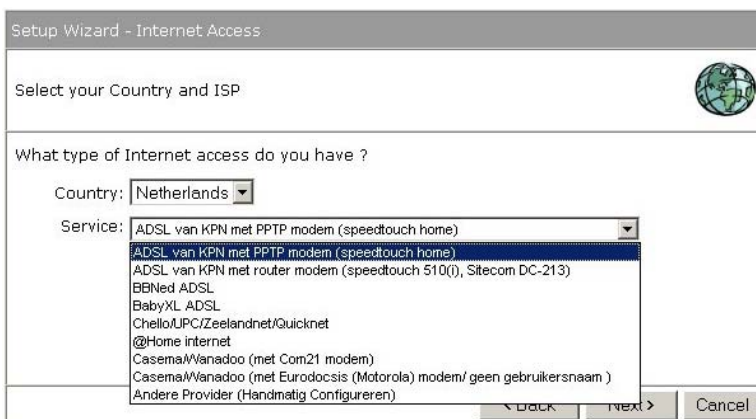 Setup Wizard - Internet Access
Select your Country and ISP
What type of Internet access do you have ?
Country: Netherlands
Service: ADSL van KPN met PPTP modem (speedtouch home)
ADSL van KPN met PPTP modem (speedtouch home)
ADSL van KPN met router modem (speedtouch 510(i), Sitecom DC-213)
BBNed ADSL
BabyXL ADSL
Chello/UPC/Zeelandnet/Quicknet
@Home internet
Casema/Wanadoo (met Com21 modem)
Casema/Wanadoo (met Eurodocsis (Motorola) modem/ geen gebruikersnaam )
Andere Provider (Handmatig Configureren)
< Back Next > Cancel